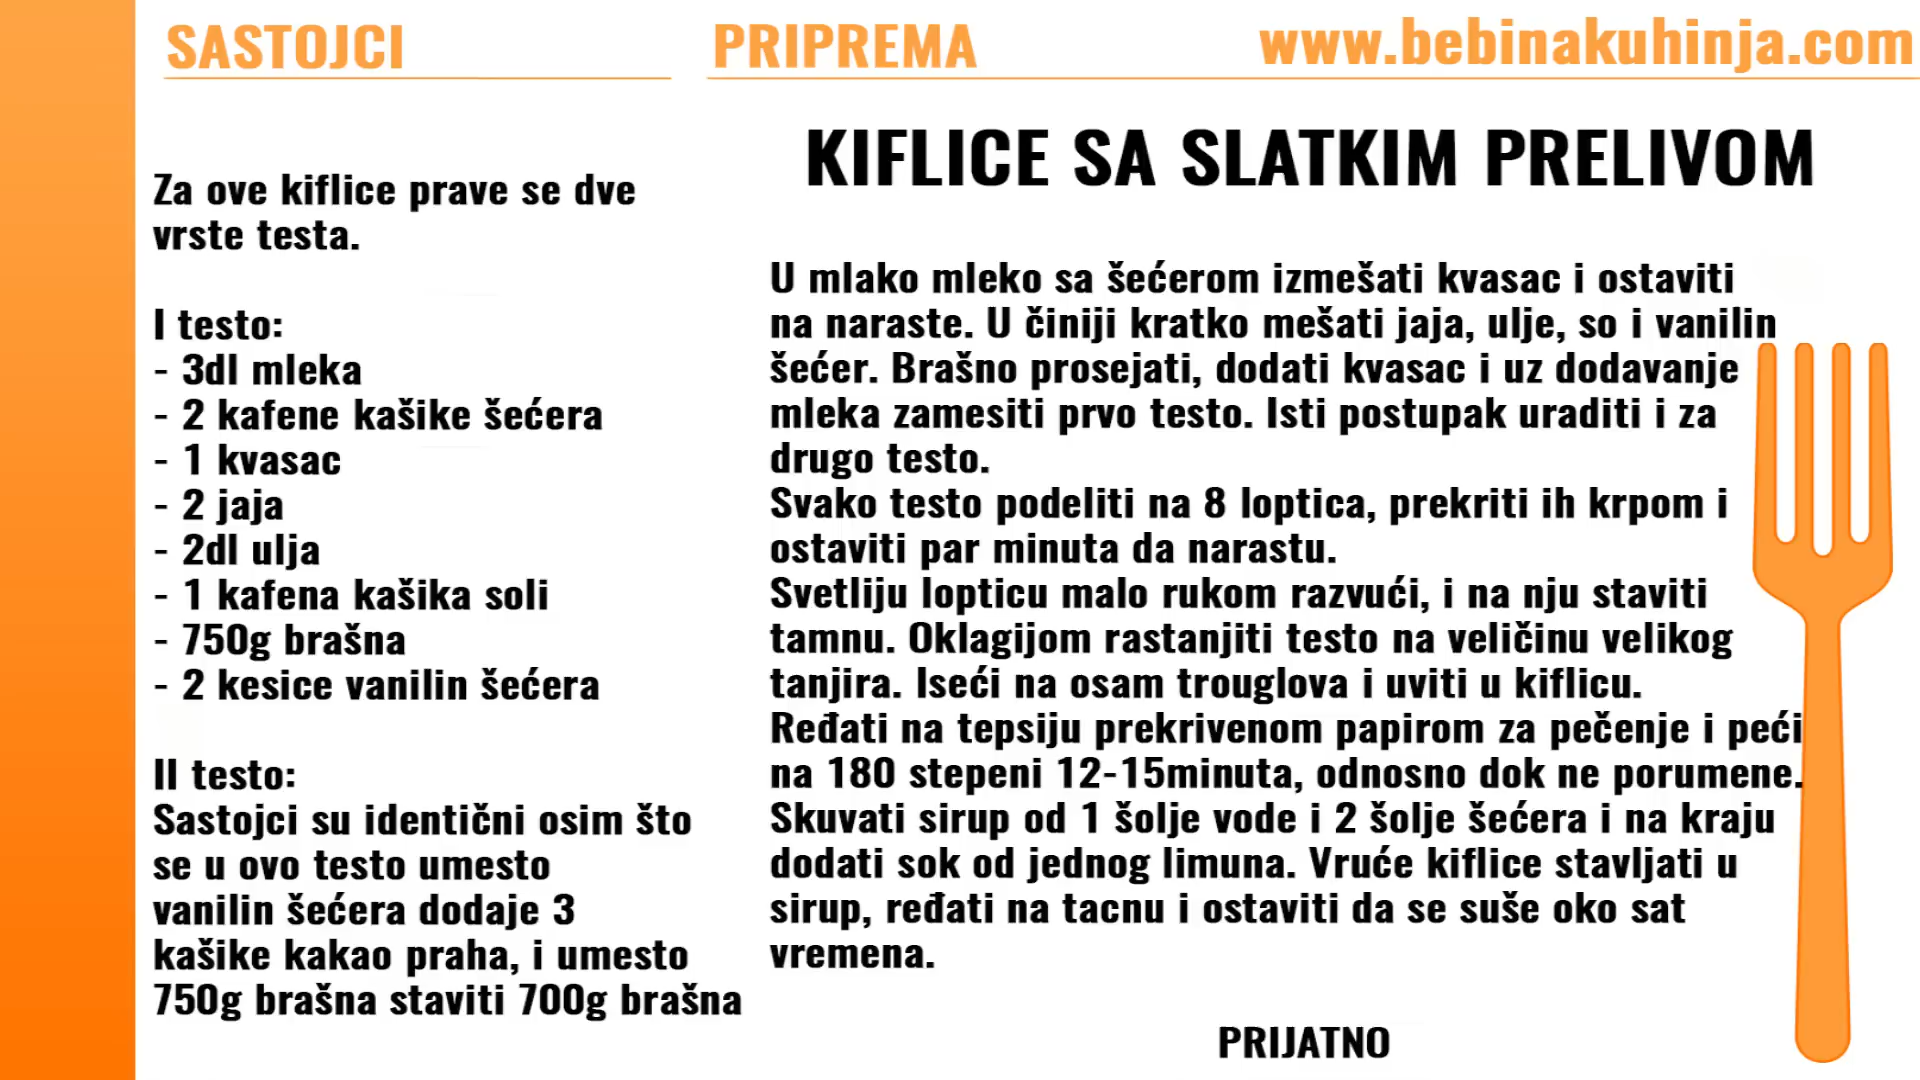 SASTOJCI
Za ove kiflice prave se dve
vrste testa.
I testo:
- 3dl mleka
- 2 kafene kašike šećera
- 1 kvasac
- 2 jaja
- 2dl ulja
- 1 kafena kašika soli
- 750g brašna
- 2 kesice vanilin šećera
II testo:
Sastojci su identični osim što
se u ovo testo umesto
vanilin šećera dodaje 3
kašike kakao praha, i umesto
750g brašna staviti 700g brašna
PRIPREMA
www.bebinakuhinja.com
KIFLICE SA SLATKIM PRELIVOM
U mlako mleko sa šećerom izmešati kvasac i ostaviti
na naraste. U činiji kratko mešati jaja, ulje, so i vanilin
šećer. Brašno prosejati, dodati kvasac i uz dodavanje
mleka zamesiti prvo testo. Isti postupak uraditi i za
drugo testo.
Svako testo podeliti na 8 loptica, prekriti ih krpom i
ostaviti par minuta da narastu.
Svetliju lopticu malo rukom razvući, i na nju staviti
tamnu. Oklagijom rastanjiti testo na veličinu velikog
tanjira. Iseći na osam trouglova i uviti u kiflicu.
Ređati na tepsiju prekrivenom papirom za pečenje i peći
na 180 stepeni 12-15minuta, odnosno dok ne porumene.
Skuvati sirup od 1 šolje vode i 2 šolje šećera i na kraju
dodati sok od jednog limuna. Vruće kiflice stavljati u
sirup, ređati na tacnu i ostaviti da se suše oko sat
vremena.
PRIJATNO